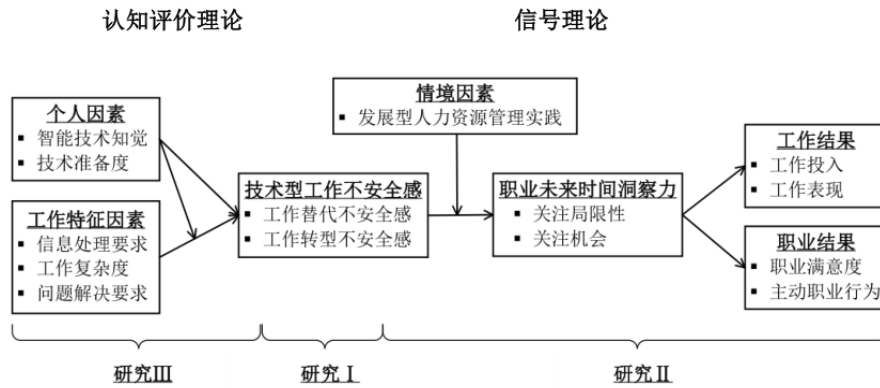 认知评价理论
信号理论
个人因素
▪ 智能技术知觉
▪ 技术准备度
工作特征因素
▪ 信息处理要求
▪ 工作复杂度
▪ 问题解决要求
技术型工作不安全感
▪ 工作替代不安全感
▪ 工作转型不安全感
情境因素
▪ 发展型人力资源管理实践
职业未来时间洞察力
▪ 关注局限性
▪ 关注机会
工作结果
▪ 工作投入
▪ 工作表现
职业结果
▪ 职业满意度
▪ 主动职业行为
研究Ⅲ
研究Ⅰ
研究Ⅱ